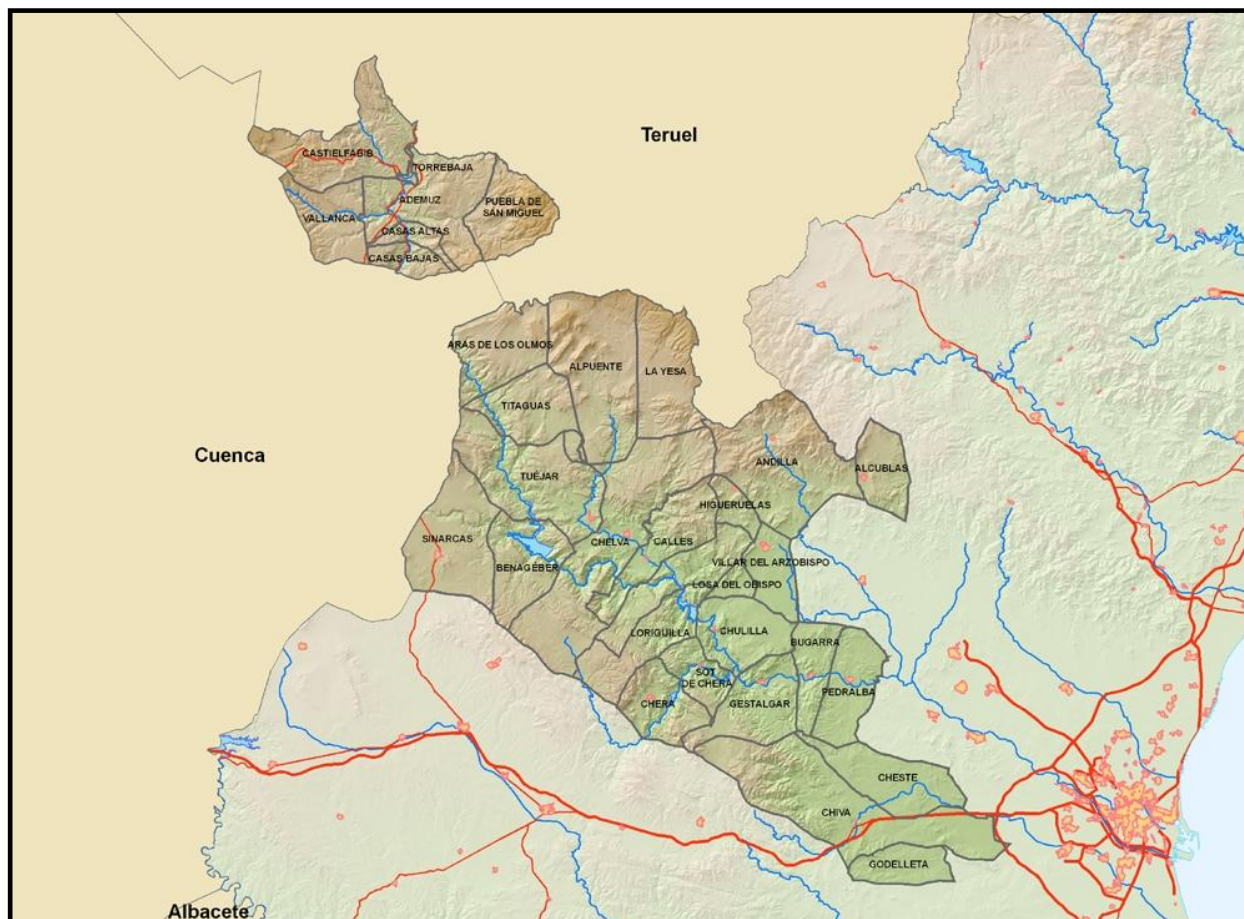 Teruel
CASTIELFABIB
TORREBAJA
ADEMUZ
PUEBLA DE
SAN MIGUEL
VALLANCA
CASAS ALTAS
CASAS BAJAS
ARAS DE LOS OLMOS
ALPUENTE
LA YESA
TITAGUAS
Cuenca
ANDILLA
ALCUBLAS
TUÉJAR
HIGUERUELAS
SINARCAS
CHELVA
CALLES
BENAGÉBER
VILLAR DEL ARZOBISPO
LOSA DEL OBISPO
LORIGUILLA
CHULILLA
BUGARRA
SOT
DE CHERA
PEDRALBA
CHERA
GESTALGAR
CHESTE
CHIVA
GODELLETA
Albacete